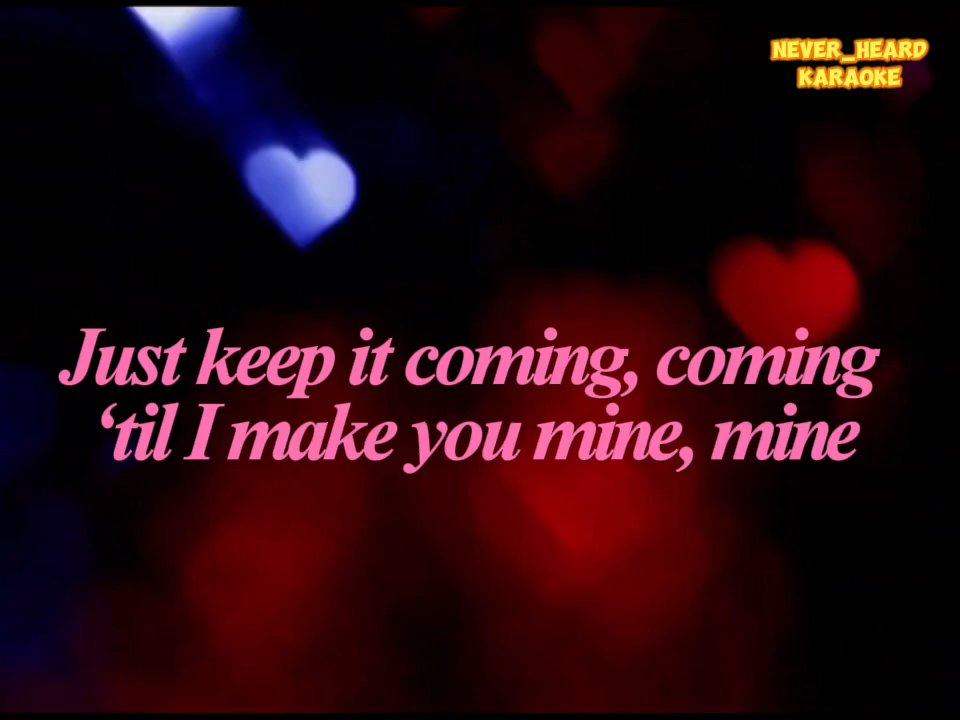 NEVER_HEARD
KARAOKE
Just keep it coming, coming
‘til I make you mine, mine